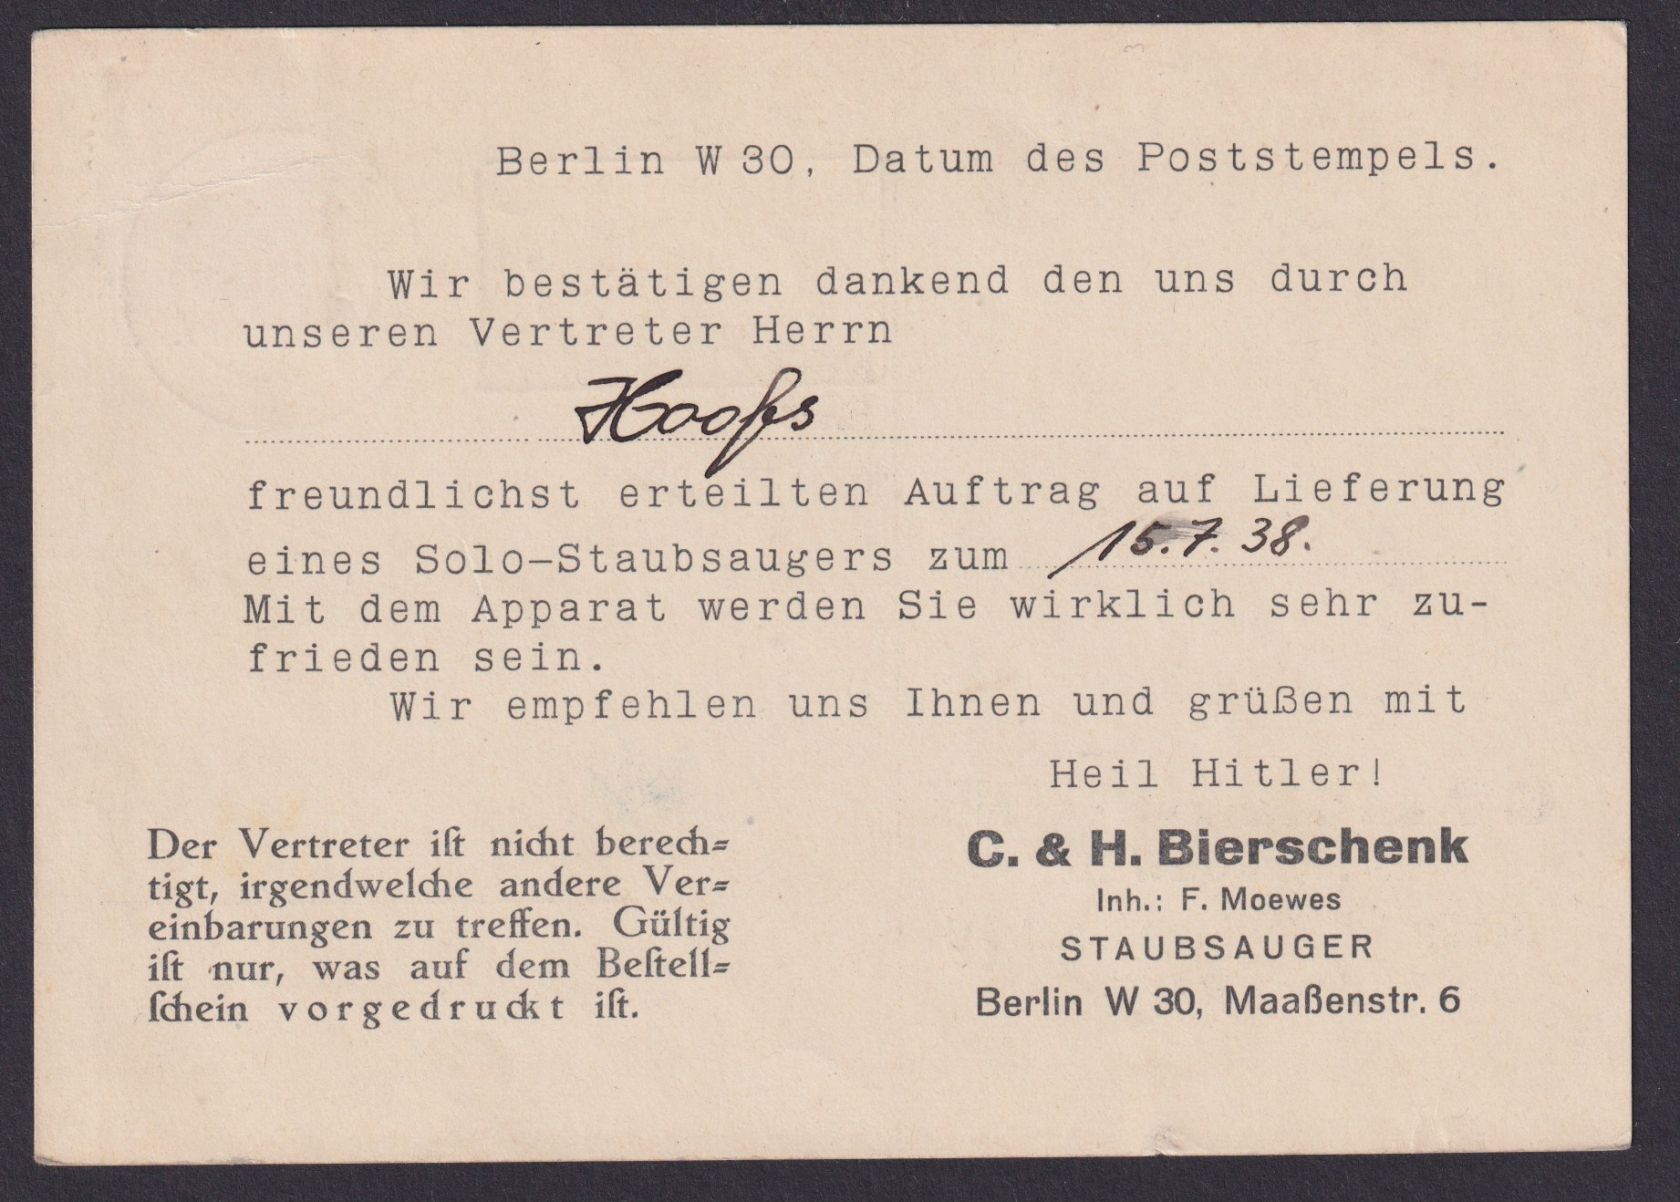 Berlin W 30, Datum des Poststempels.
Wir bestätigen dankend den uns durch
unseren Vertreter Herrn
freundlichst erteilten Auftrag auf Lieferung
eines Solo-Staubsaugers zum 15.7.38.
Mit dem Apparat werden Sie wirklich sehr zu-
frieden sein.
Wir empfehlen uns Ihnen und grüßen mit
Heil Hitler!
Der Vertreter iſt nicht berech=
tigt, irgendwelche andere Ver=
einbarungen zu treffen. Gültig
iſt nur, was auf dem Beſtell=
ſchein vorgedruckt iſt.
C. & H. Bierschenk
Inh.: F. Moewes
STAUBSAUGER
Berlin W 30, Maaßenstr. 6